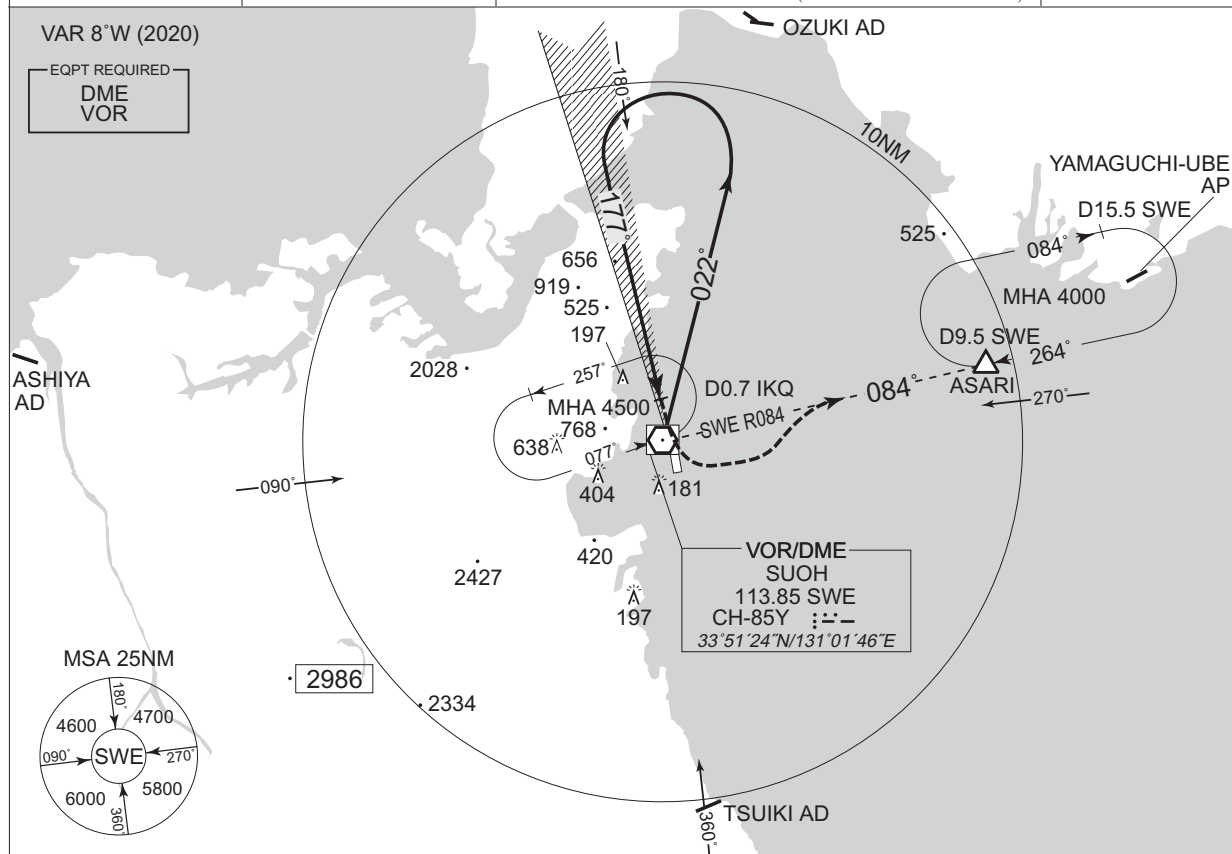 VAR 8°W (2020)
EQPT REQUIRED
DME
VOR
OZUKI AD
180°
10NM
YAMAGUCHI-UBE
AP
D15.5 SWE
525
084°
177°
022°
656
919
525
197
MHA 4000
D9.5 SWE
264°
ASARI
270°
ASHIYA
AD
2028
257°
MHA 4500
D0.7 IKQ
084°
SWE R084
768
638
077°
404
181
090°
420
2427
197
VOR/DME
SUOH
113.85 SWE
CH-85Y
33°51´24˝N/131°01´46˝E
MSA 25NM
2986
2334
180°
4600
4700
090°
SWE
270°
6000
5800
360°
TSUIKI AD
360°